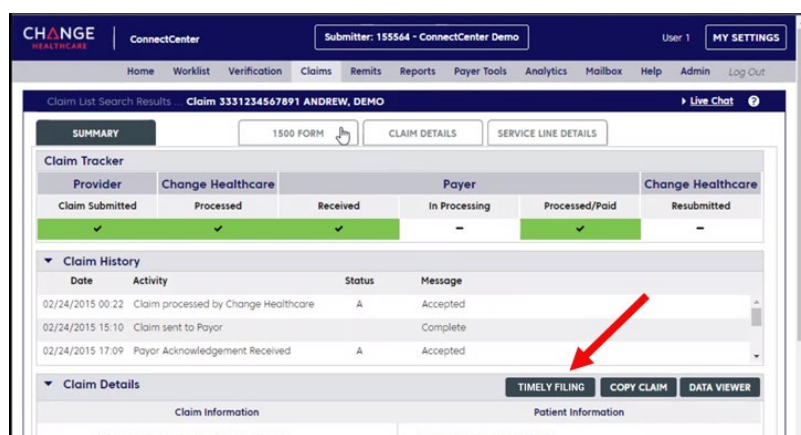 CHANGE HEALTHCARE ConnectCenter Submitter: 155564 - ConnectCenter Demo User 1 MY SETTINGS
Home Worklist Verification Claims Remits Reports Payer Tools Analytics Mailbox Help Admin Log Out
Claim List Search Results ... Claim 3331234567891 ANDREW, DEMO Live Chat ?
SUMMARY 1500 FORM CLAIM DETAILS SERVICE LINE DETAILS
Claim Tracker
Provider Change Healthcare Payer Change Healthcare
Claim Submitted Processed Received In Processing Processed/Paid Resubmitted
Claim History
Date Activity Status Message
02/24/2015 00:22 Claim processed by Change Healthcare A Accepted
02/24/2015 15:10 Claim sent to Payor Complete
02/24/2015 17:09 Payor Acknowledgement Received A Accepted
Claim Details TIMELY FILING COPY CLAIM DATA VIEWER
Claim Information Patient Information